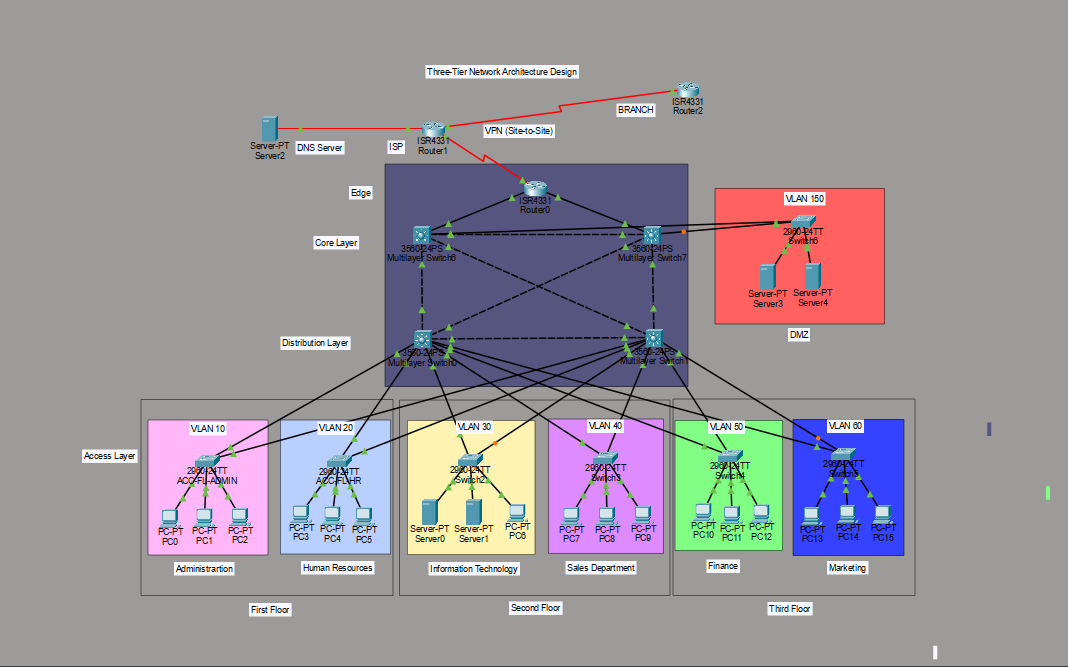 Three-Tier Network Architecture Design
ISR4331
Router2
BRANCH
VPN (Site-to-Site)
Server-PT
Server2
DNS Server
ISP
ISR4331
Router1
Edge
ISR4331
Router0
VLAN 150
2960-24TT
Server-PT
Server3
Server-PT
Server4
DMZ
Core Layer
3560-24PS
Multilayer Switch6
3560-24PS
Multilayer Switch7
Distribution Layer
3560-24PS
3560-24PS
Access Layer
VLAN 10
2960-24TT
ACC-FL-ADMIN
PC-PT
PC0
PC-PT
PC1
PC-PT
PC2
Administrartion
VLAN 20
2960-24TT
PC-PT
PC3
PC-PT
PC4
PC-PT
PC5
Human Resources
First Floor
VLAN 30
2960-24TT
Switch2
Server-PT
Server0
Server-PT
Server1
PC-PT
PC6
Information Technology
VLAN 40
2960-24TT
Switch3
PC-PT
PC7
PC-PT
PC8
PC-PT
PC9
Sales Department
Second Floor
VLAN 50
2960-24TT
Switch4
PC-PT
PC10
PC-PT
PC11
PC-PT
PC12
Finance
VLAN 60
2960-24TT
Switch5
PC-PT
PC13
PC-PT
PC14
PC-PT
PC15
Marketing
Third Floor